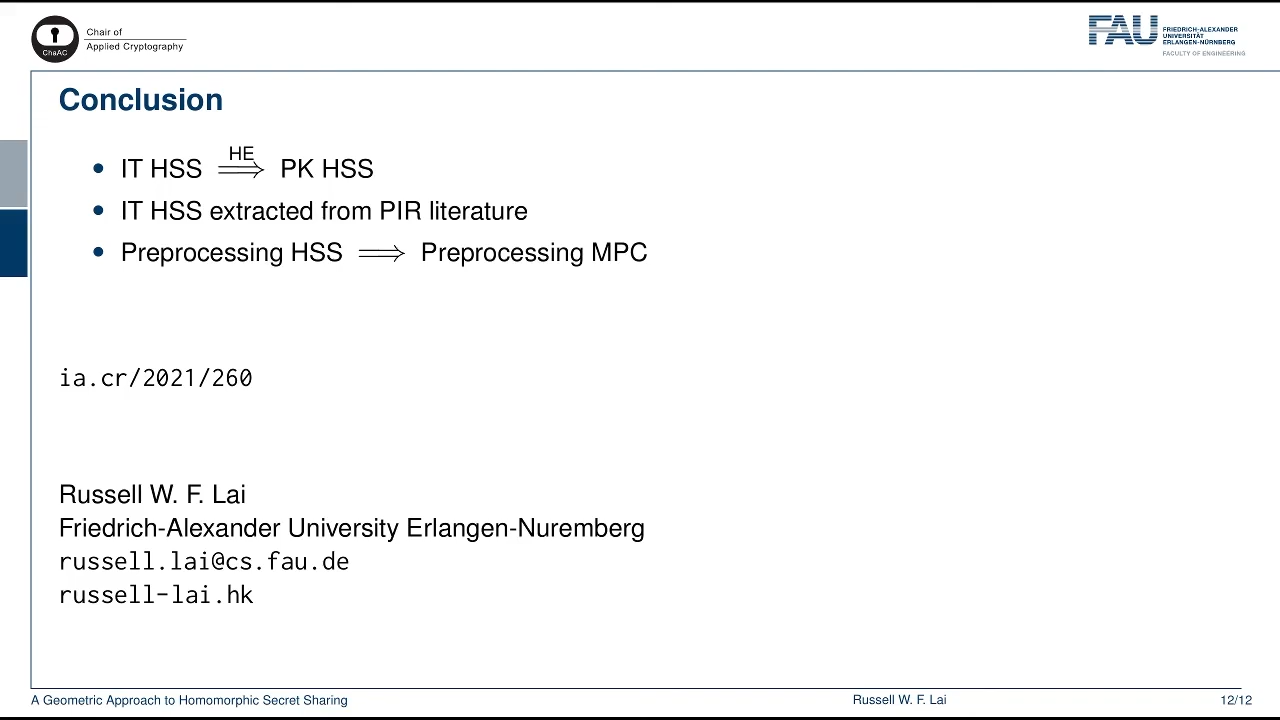 ChaAC
Chair of
Applied Cryptography
FAU
FRIEDRICH-ALEXANDER
UNIVERSITÄT
ERLANGEN-NÜRNBERG
FACULTY OF ENGINEERING
Conclusion
• IT HSS ⟹ PK HSS
HE
• IT HSS extracted from PIR literature
• Preprocessing HSS ⟹ Preprocessing MPC
ia.cr/2021/260
Russell W. F. Lai
Friedrich-Alexander University Erlangen-Nuremberg
russell.lai@cs.fau.de
russell-lai.hk
A Geometric Approach to Homomorphic Secret Sharing
Russell W. F. Lai
12/12